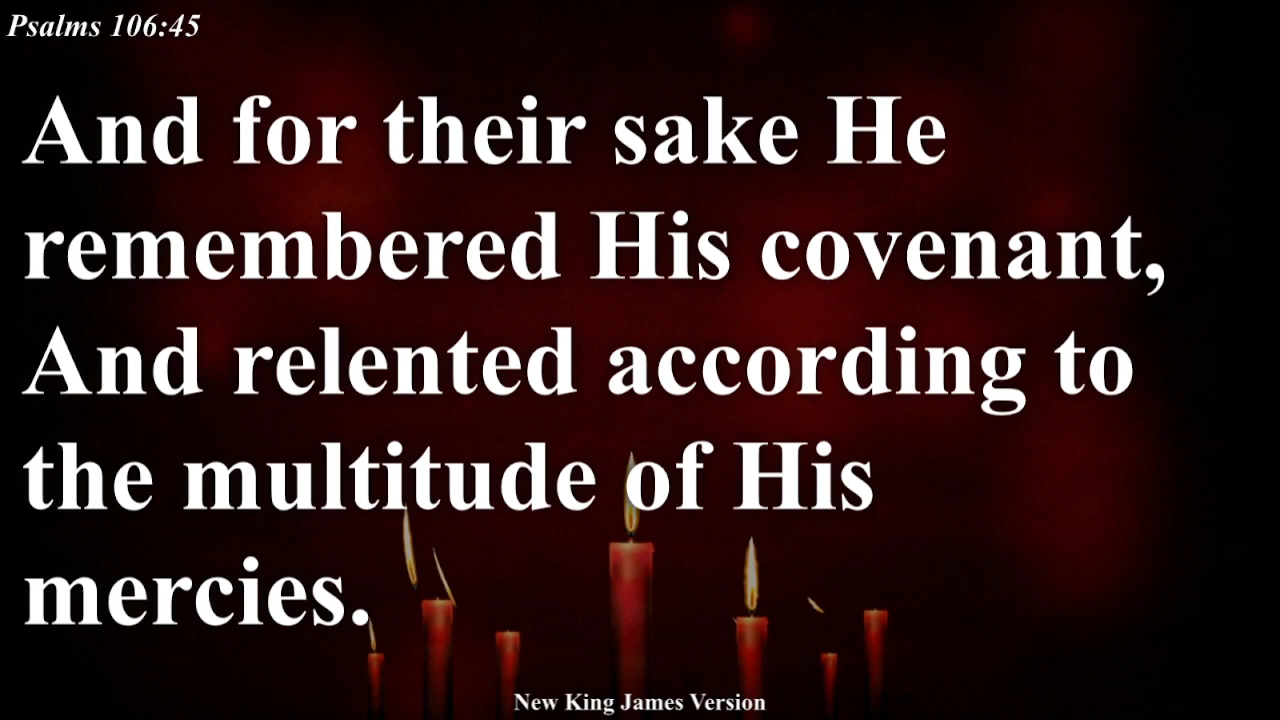 Psalms 106:45
And for their sake He
remembered His covenant,
And relented according to
the multitude of His
mercies.
New King James Version